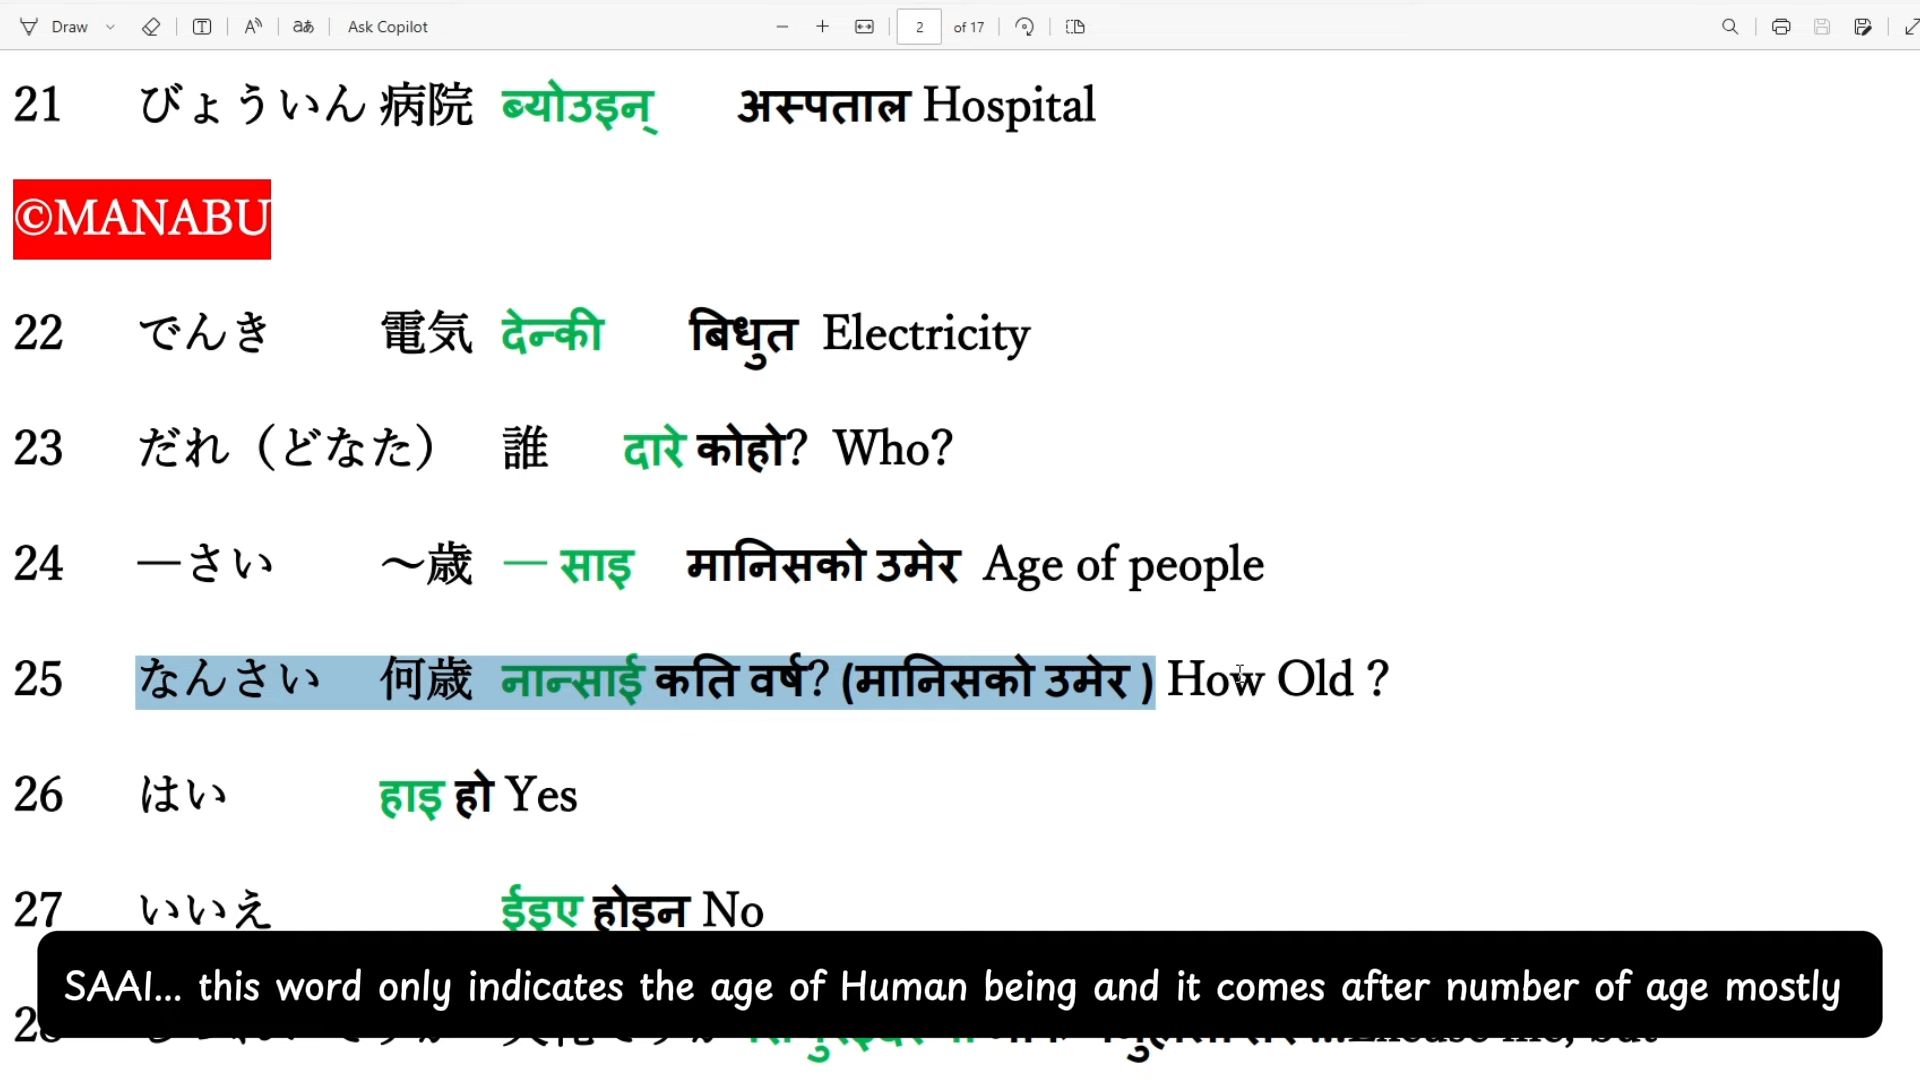 Draw aあ Ask Copilot 2 of 17
21 びょういん 病院 ब्योउइन् अस्पताल Hospital
©MANABU
22 でんき 電気 देन्की बिधुत Electricity
23 だれ（どなた） 誰 दारे कोहो? Who?
24 ―さい ～歳 ― साइ मानिसको उमेर Age of people
25 なんさい 何歳 नान्साई कति वर्ष? (मानिसको उमेर ) How Old ?
26 はい हाइ हो Yes
27 いいえ ईइए होइन No
SAAI... this word only indicates the age of Human being and it comes after number of age mostly